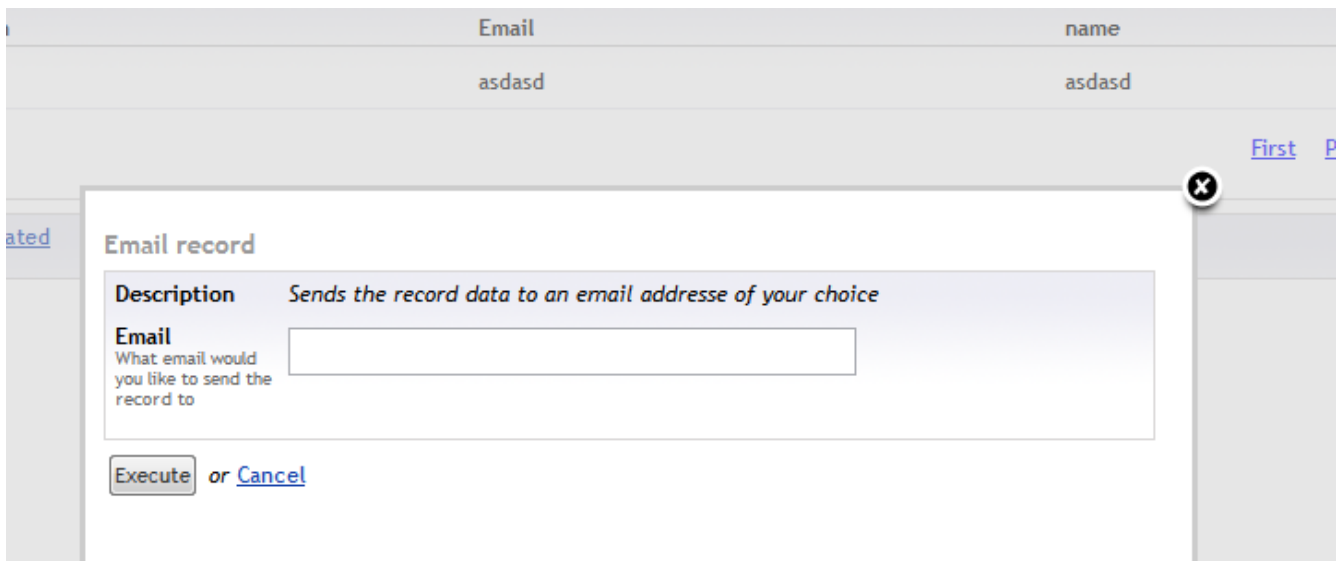 Email name
asdasd asdasd
First P
ated
Email record
Description Sends the record data to an email addresse of your choice
Email
What email would
you like to send the
record to
Execute or Cancel